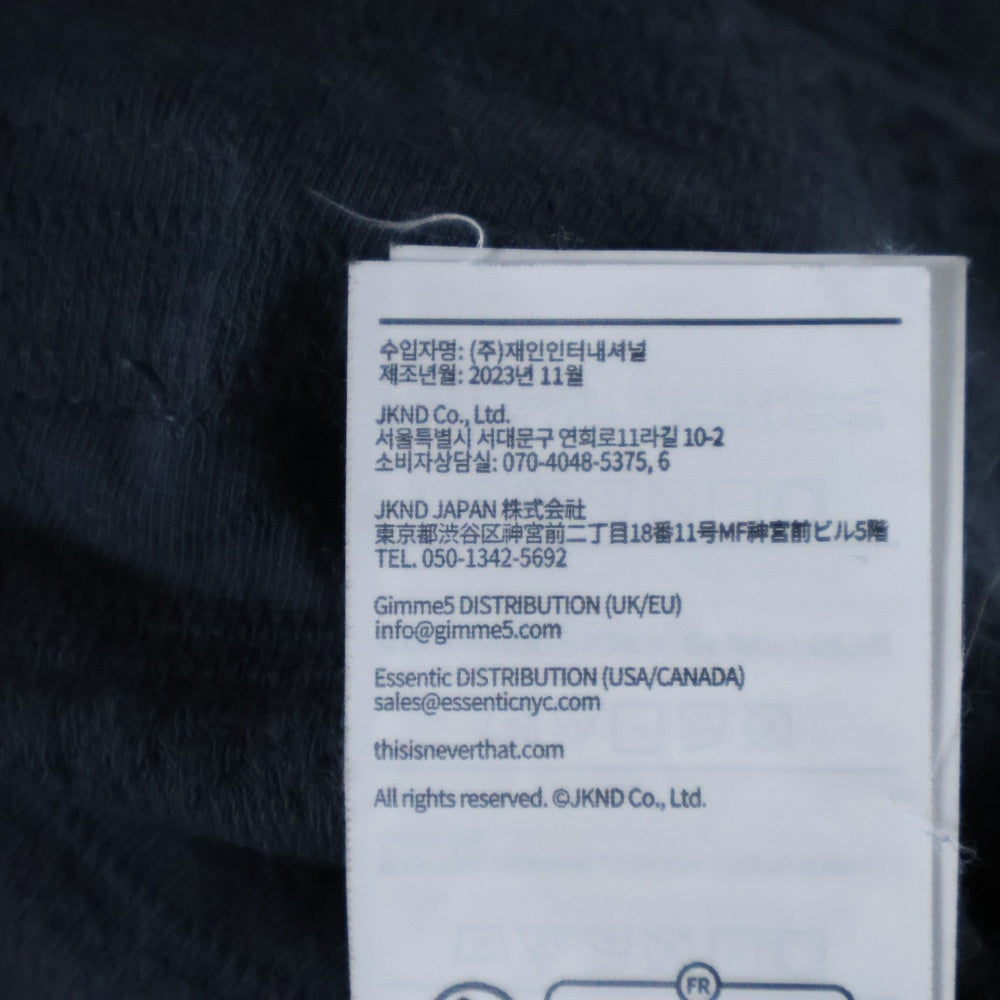 수입자명: (주)재인인터내셔널
제조년월: 2023년 11월
JKND Co., Ltd.
서울특별시 서대문구 연희로11라길 10-2
소비자상담실: 070-4048-5375, 6
JKND JAPAN 株式会社
東京都渋谷区神宮前二丁目18番11号MF神宮前ビル5階
TEL. 050-1342-5692
Gimme5 DISTRIBUTION (UK/EU)
info@gimme5.com
Essentic DISTRIBUTION (USA/CANADA)
sales@essenticnyc.com
thisisneverthat.com
All rights reserved. ©JKND Co., Ltd.
FR